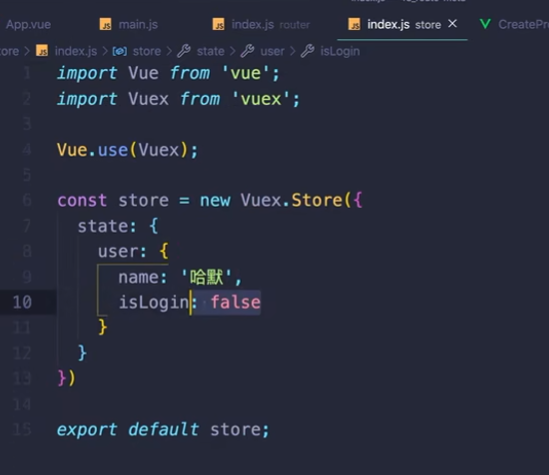 App.vue main.js index.js router index.js store CreatePr
ore > index.js > store > state > user > isLogin
1 import Vue from 'vue';
2 import Vuex from 'vuex';
3
4 Vue.use(Vuex);
5
6 const store = new Vuex.Store({
7 state: {
8 user: {
9 name: '哈默',
10 isLogin: false
11 }
12 }
13 })
14
15 export default store;